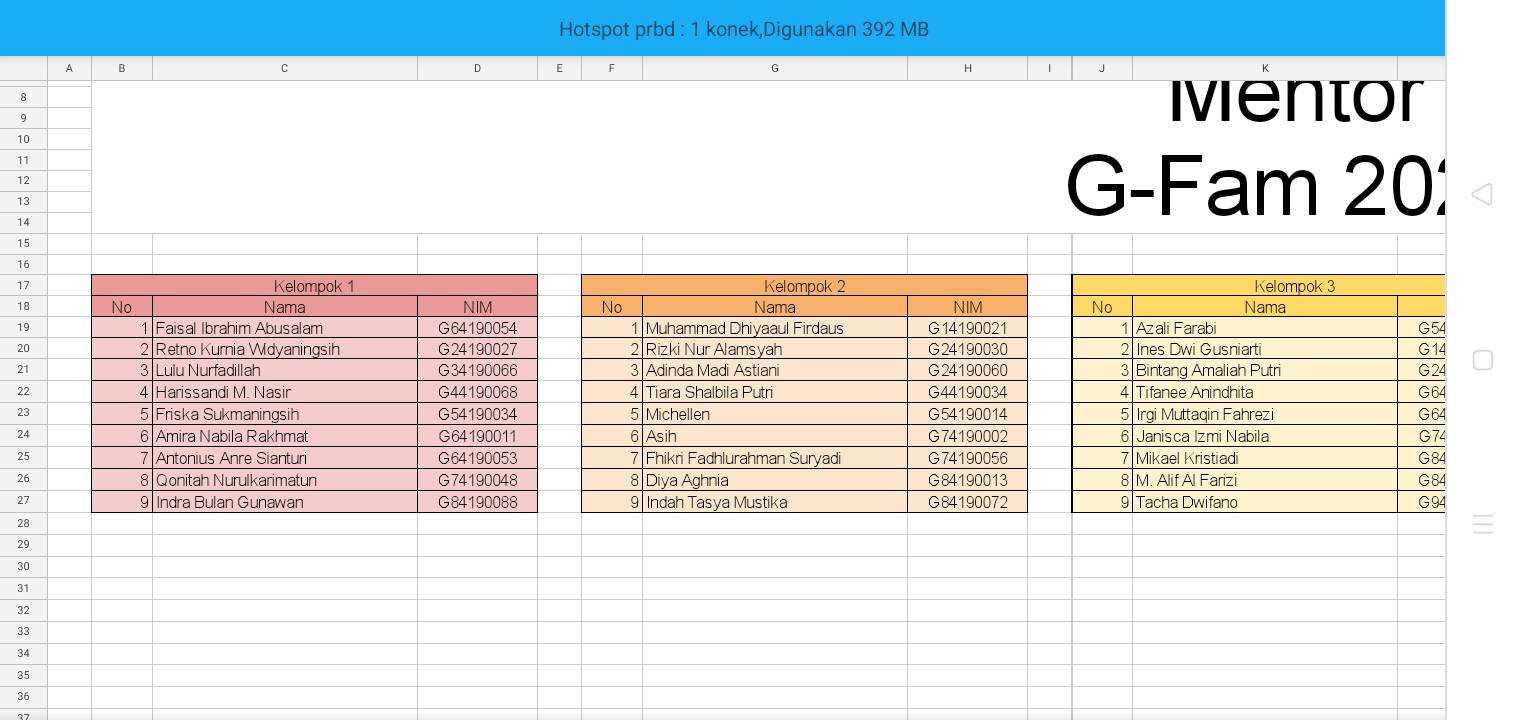 Hotspot prbd : 1 konek,Digunakan 392 MB
A B C D E F G H I J K
8
9 Mentor
10
11
12
13 G-Fam 202
14
15
16
17 Kelompok 1 Kelompok 2 Kelompok 3
18 No Nama NIM No Nama NIM No Nama
19 1 Faisal Ibrahim Abusalam G64190054 1 Muhammad Dhiyaaul Firdaus G14190021 1 Azali Farabi G54
20 2 Retno Kurnia Widyaningsih G24190027 2 Rizki Nur Alamsyah G24190030 2 Ines Dwi Gusniarti G14
21 3 Lulu Nurfadillah G34190066 3 Adinda Madi Astiani G24190060 3 Bintang Amaliah Putri G24
22 4 Harissandi M. Nasir G44190068 4 Tiara Shalbila Putri G44190034 4 Tifanee Anindhita G64
23 5 Friska Sukmaningsih G54190034 5 Michellen G54190014 5 Irgi Muttaqin Fahrezi G64
24 6 Amira Nabila Rakhmat G64190011 6 Asih G74190002 6 Janisca Izmi Nabila G74
25 7 Antonius Anre Sianturi G64190053 7 Fhikri Fadhlurahman Suryadi G74190056 7 Mikael Kristiadi G84
26 8 Qonitah Nurulkarimatun G74190048 8 Diya Aghnia G84190013 8 M. Alif Al Farizi G84
27 9 Indra Bulan Gunawan G84190088 9 Indah Tasya Mustika G84190072 9 Tacha Dwifano G94
28
29
30
31
32
33
34
35
36
37